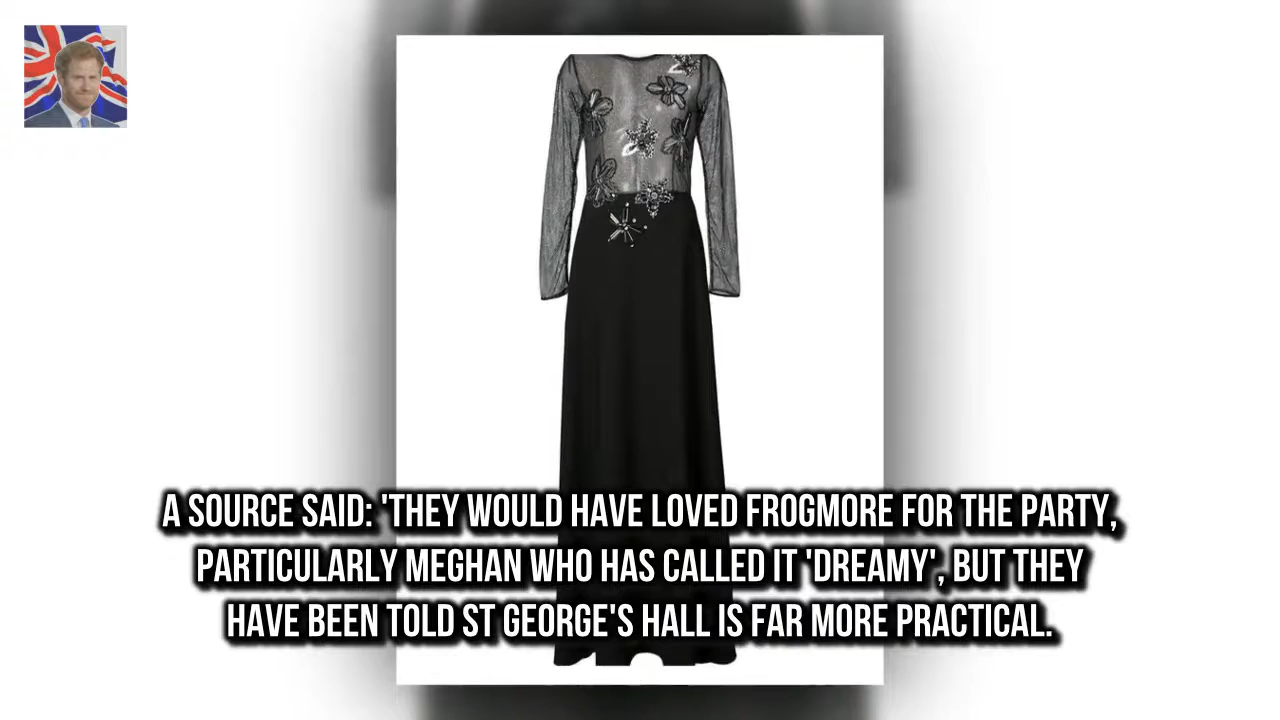 A SOURCE SAID: 'THEY WOULD HAVE LOVED FROGMORE FOR THE PARTY,
PARTICULARLY MEGHAN WHO HAS CALLED IT 'DREAMY', BUT THEY
HAVE BEEN TOLD ST GEORGE'S HALL IS FAR MORE PRACTICAL.